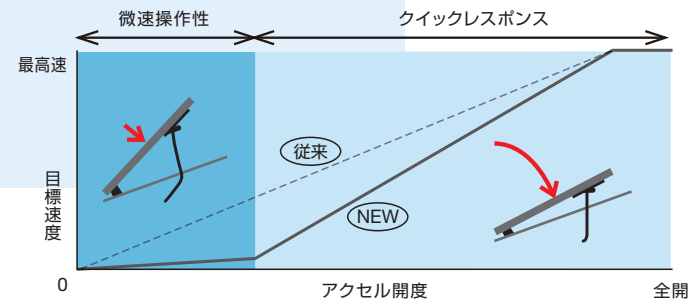 微速操作性
クイックレスポンス
最高速
従来
目標速度
NEW
0
アクセル開度
全開